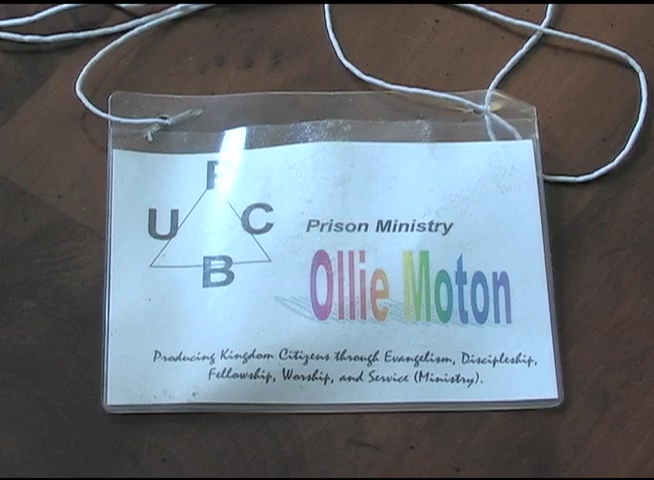 U C
B
Prison Ministry
Ollie Moton
Producing Kingdom Citizens through Evangelism, Discipleship,
Fellowship, Worship, and Service (Ministry).